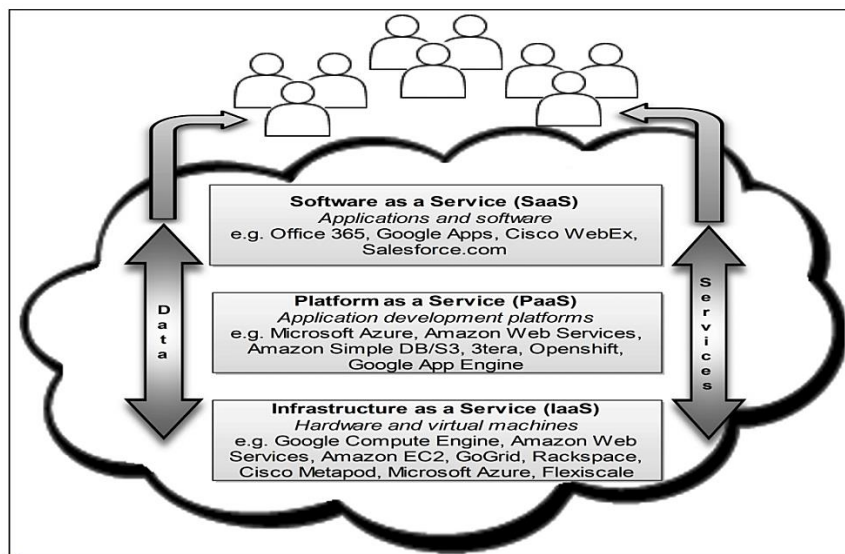 Software as a Service (SaaS)
Applications and software
e.g. Office 365, Google Apps, Cisco WebEx,
Salesforce.com
Data
Services
Platform as a Service (PaaS)
Application development platforms
e.g. Microsoft Azure, Amazon Web Services,
Amazon Simple DB/S3, 3tera, Openshift,
Google App Engine
Infrastructure as a Service (IaaS)
Hardware and virtual machines
e.g. Google Compute Engine, Amazon Web
Services, Amazon EC2, GoGrid, Rackspace,
Cisco Metapod, Microsoft Azure, Flexiscale